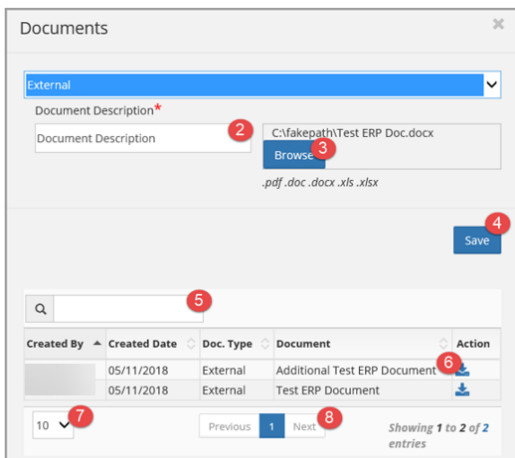 Documents ×
External
Document Description*
Document Description 2
C:\fakepath\Test ERP Doc.docx
Browse 3
.pdf .doc .docx .xls .xlsx
4
Save
5
Created By Created Date Doc. Type Document Action
05/11/2018 External Additional Test ERP Document 6
05/11/2018 External Test ERP Document
10 7 Previous 1 Next 8 Showing 1 to 2 of 2
entries